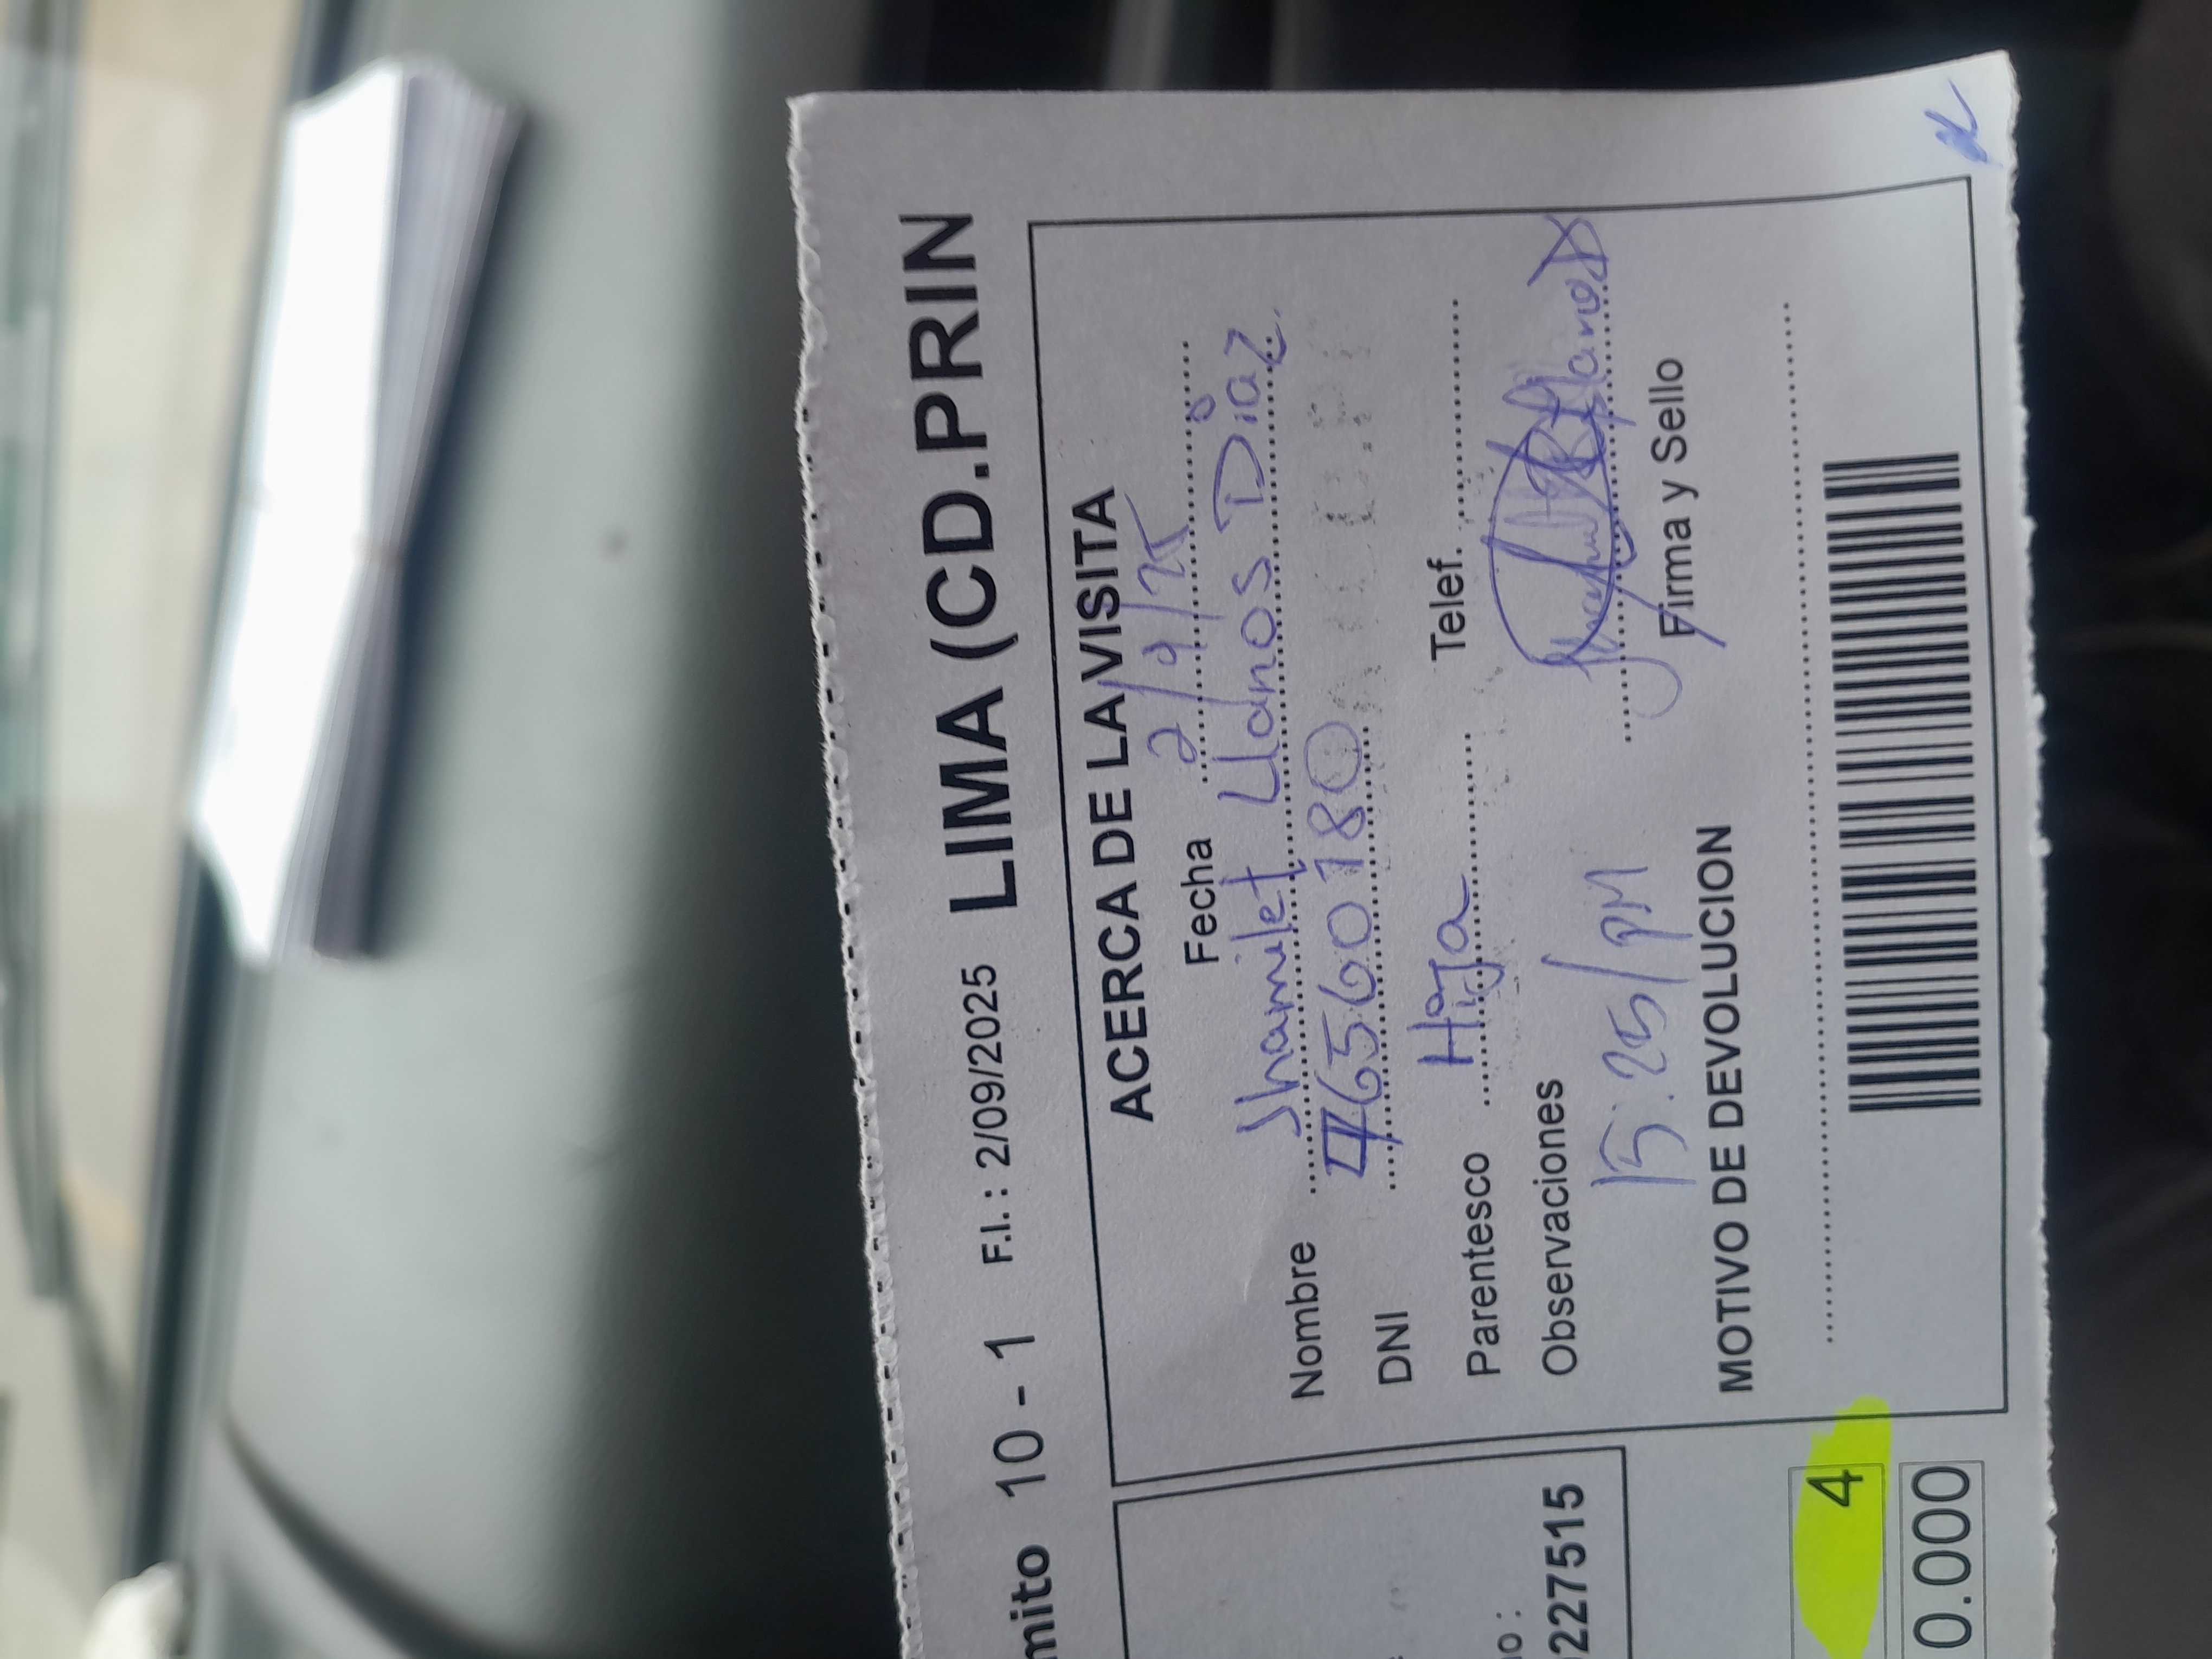 mito 10 - 1 F.I. : 2/09/2025 LIMA (CD.PRIN
ACERCA DE LA VISITA
Fecha 2/9/25
Nombre Jhamilet Llanos Diaz
DNI 76560180
Parentesco Hija Telef.
Observaciones
15:25/PM
Firma y Sello
MOTIVO DE DEVOLUCION
no :
227515
4
0.000